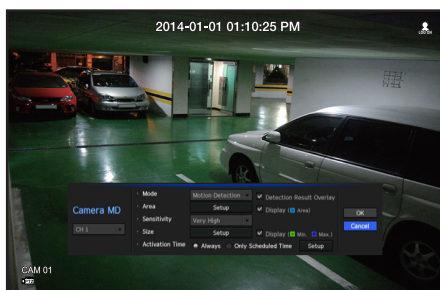 2014-01-01 01:10:25 PM
LOG ON
Camera MD
CH 1
· Mode Motion Detection ✔ Detection Result Overlay
· Area Setup ✔ Display ( Area)
· Sensitivity Very High
· Size Setup ✔ Display ( Min. Max.)
· Activation Time Always Only Scheduled Time Setup
OK
Cancel
CAM 01
PTZ